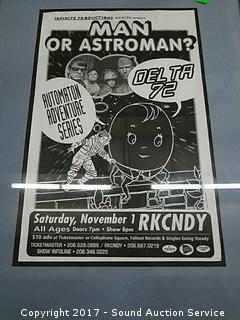 INFINITE PRODUCTIONS and KCMU present
MAN
OR ASTROMAN?
DELTA
72
AUTOMATON
ADVENTURE
SERIES
Saturday, November 1
RKCNDY
All Ages Doors 7pm • Show 8pm
$10 adv at Ticketmaster or Cellophane Square, Fallout Records & Singles Going Steady
TICKETMASTER • 206.628.0888 / RKCNDY • 206.667.0219
SHOW INFOLINE • 206.346.0225
Copyright 2017 - Sound Auction Service